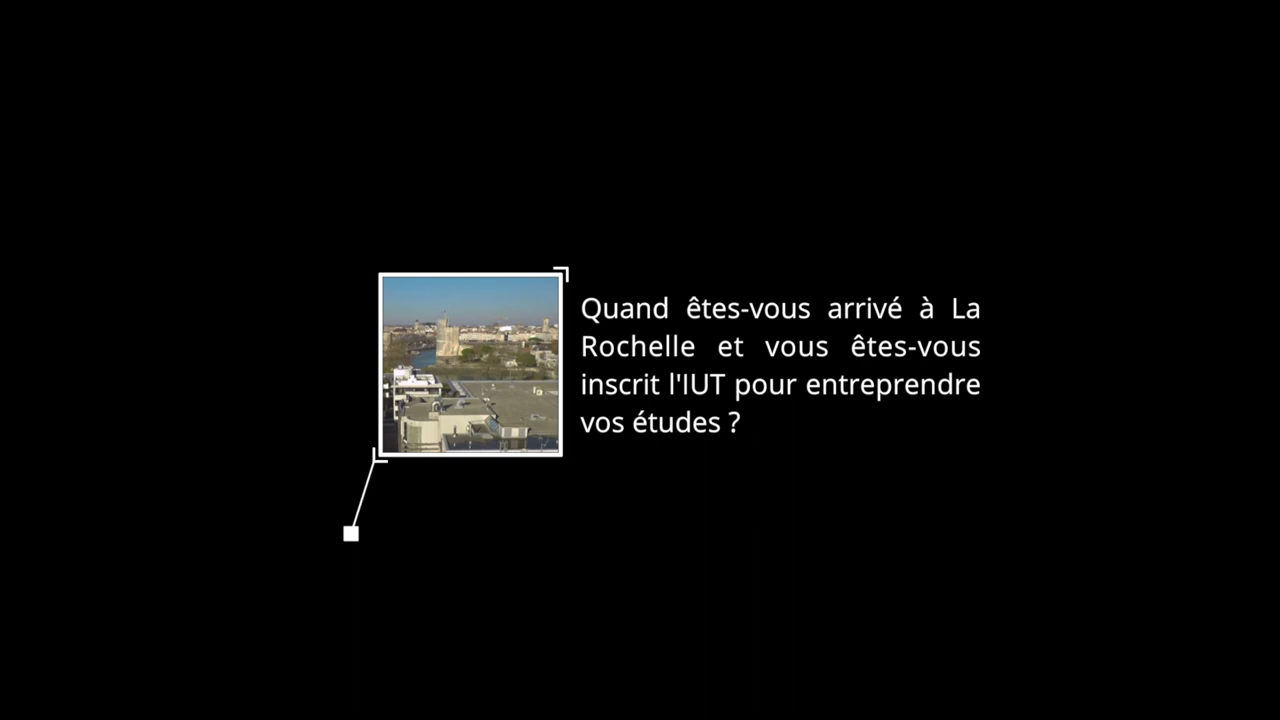 Quand êtes-vous arrivé à La
Rochelle et vous êtes-vous
inscrit l'IUT pour entreprendre
vos études ?